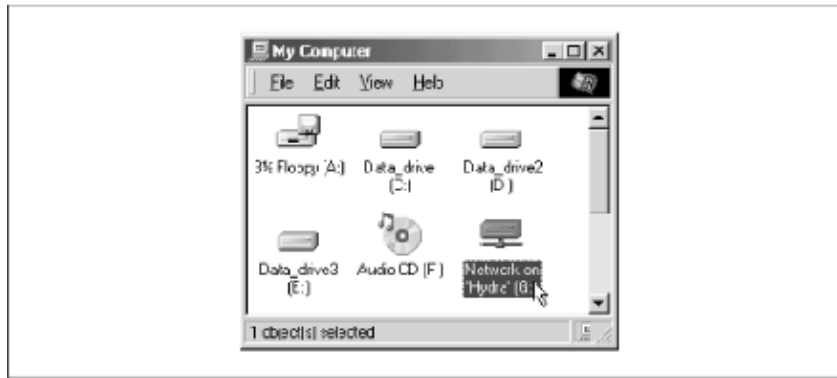 My Computer
File Edit View Help
3½ Floppy (A:)
Data_drive
(C:)
Data_drive2
(D:)
Data_drive3
(E:)
Audio CD (F:)
Network on
'Hydra' (G:)
1 object(s) selected